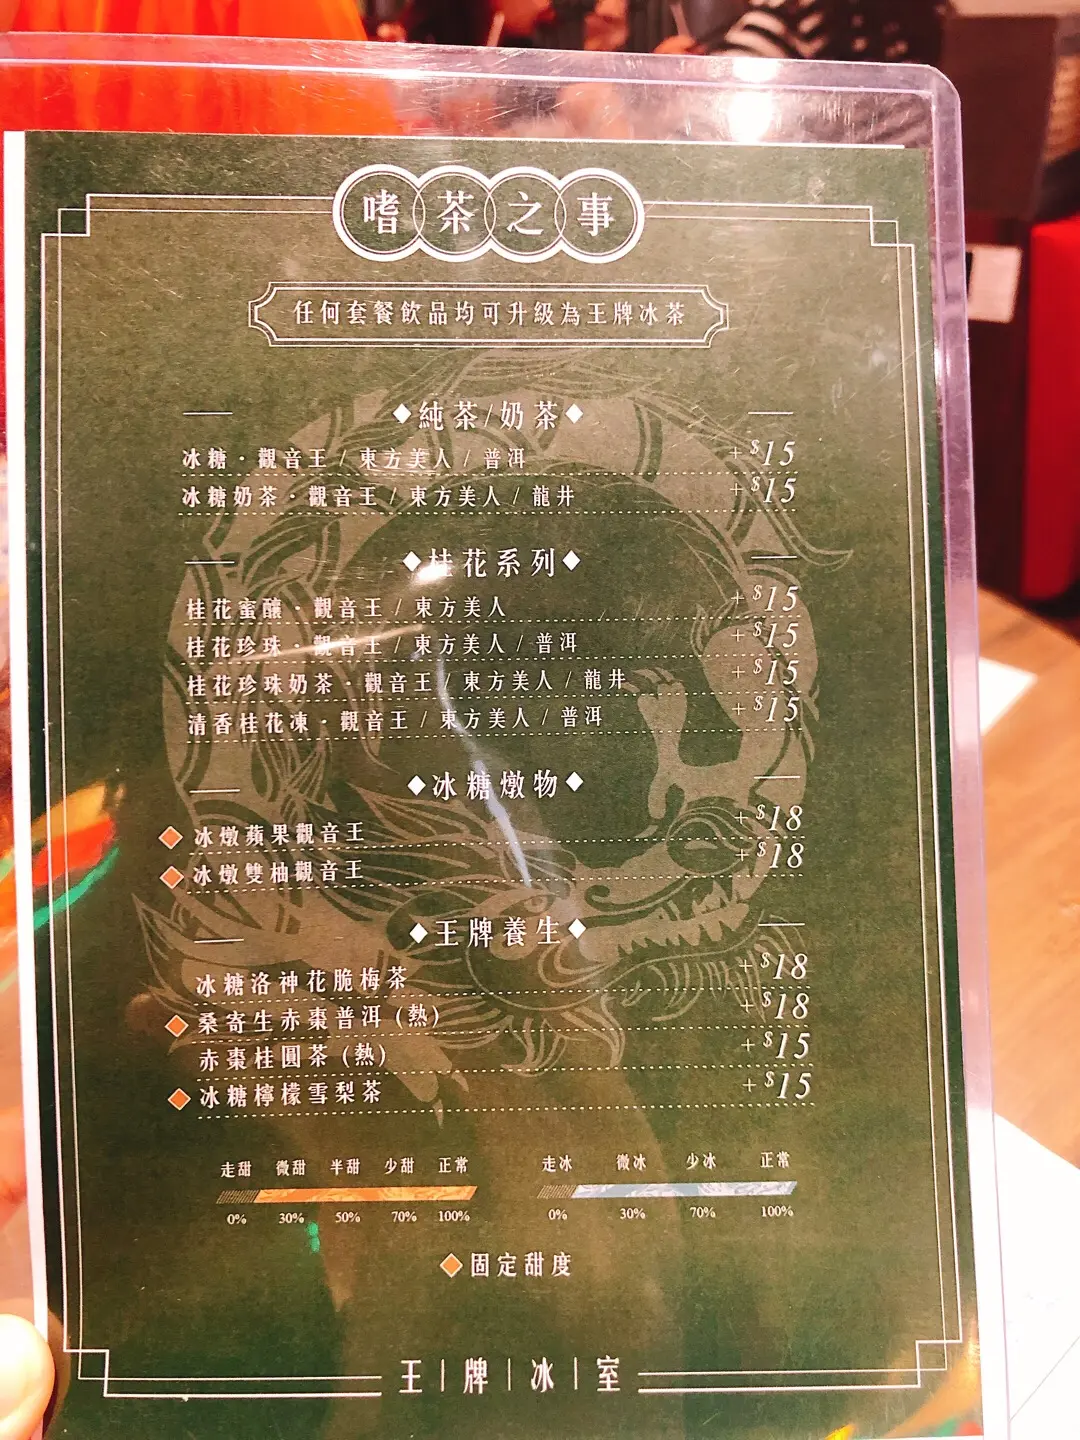 嗜茶之事
任何套餐飲品均可升級為王牌冰茶
◆純茶/奶茶◆
冰糖·觀音王 / 東方美人 / 普洱 +$15
冰糖奶茶·觀音王 / 東方美人 / 龍井 +$15
◆桂花系列◆
桂花蜜釀·觀音王 / 東方美人 +$15
桂花珍珠·觀音王 / 東方美人 / 普洱 +$15
桂花珍珠奶茶·觀音王 / 東方美人 / 龍井 +$15
清香桂花凍·觀音王 / 東方美人 / 普洱 +$15
◆冰糖燉物◆
冰燉蘋果觀音王 +$18
冰燉雙柚觀音王 +$18
◆王牌養生◆
冰糖洛神花脆梅茶 +$18
桑寄生赤棗普洱 (熱) +$18
赤棗桂圓茶 (熱) +$15
冰糖檸檬雪梨茶 +$15
走甜 微甜 半甜 少甜 正常
0% 30% 50% 70% 100%
走冰 微冰 少冰 正常
0% 30% 70% 100%
固定甜度
王|牌|冰|室